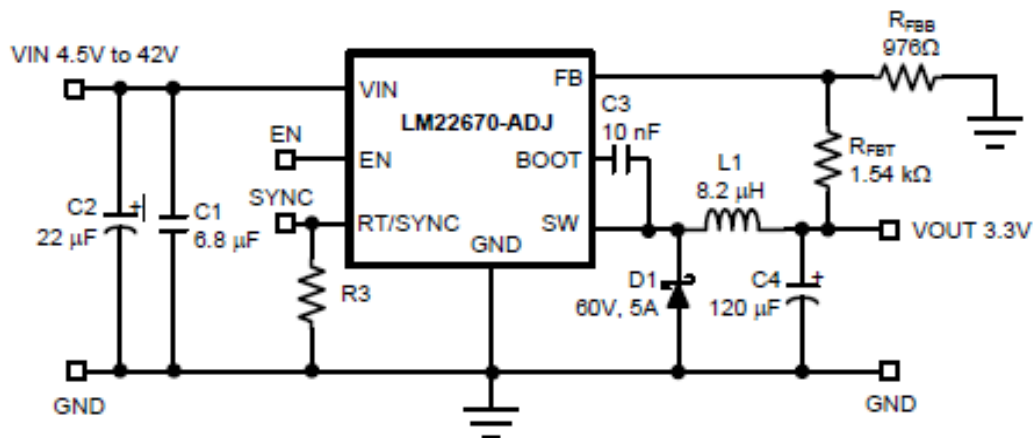 VIN 4.5V to 42V
R_FBB
976Ω
VIN
FB
LM22670-ADJ
C3
10 nF
EN
EN
BOOT
R_FBT
1.54 kΩ
L1
8.2 μH
SYNC
RT/SYNC
SW
VOUT 3.3V
C2
22 μF
+
C1
6.8 μF
GND
R3
D1
60V, 5A
C4
120 μF
+
GND
GND